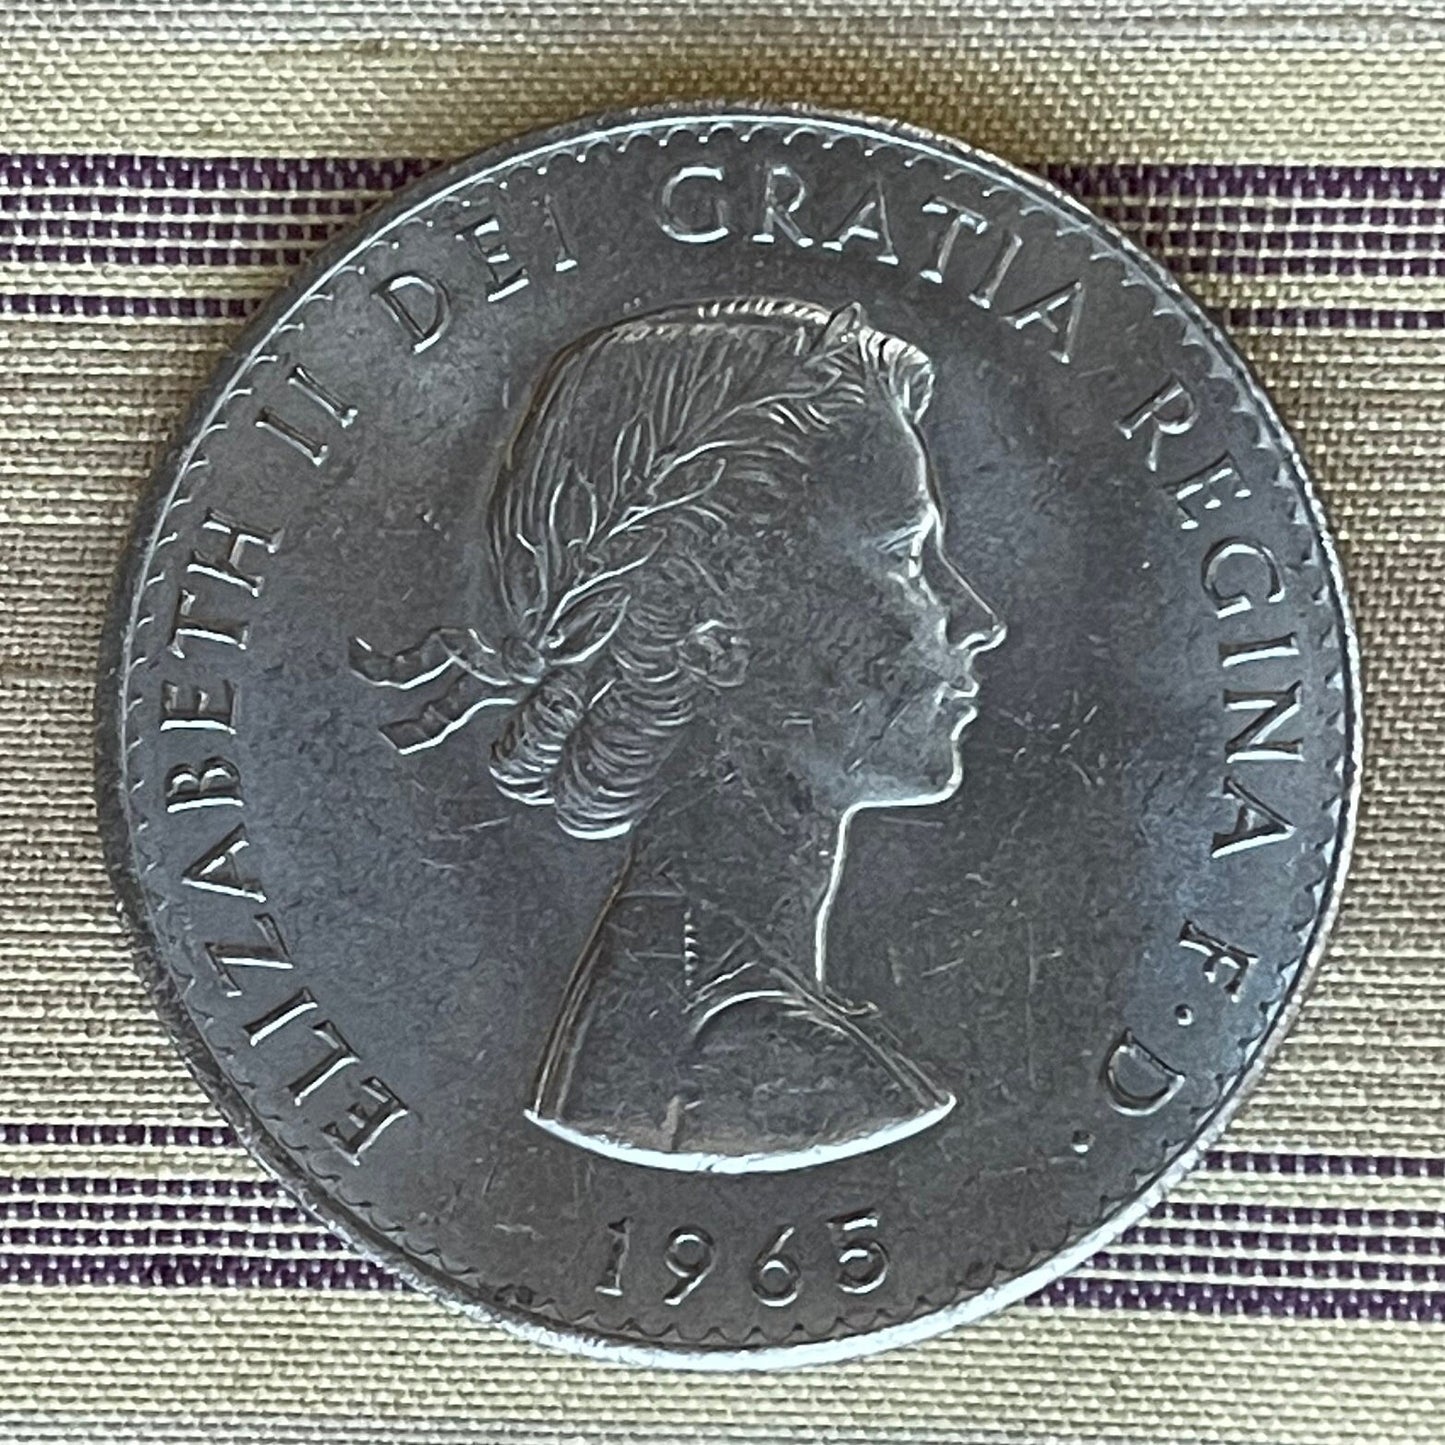 ELIZABETH II DEI GRATIA REGINA F·D·
1965